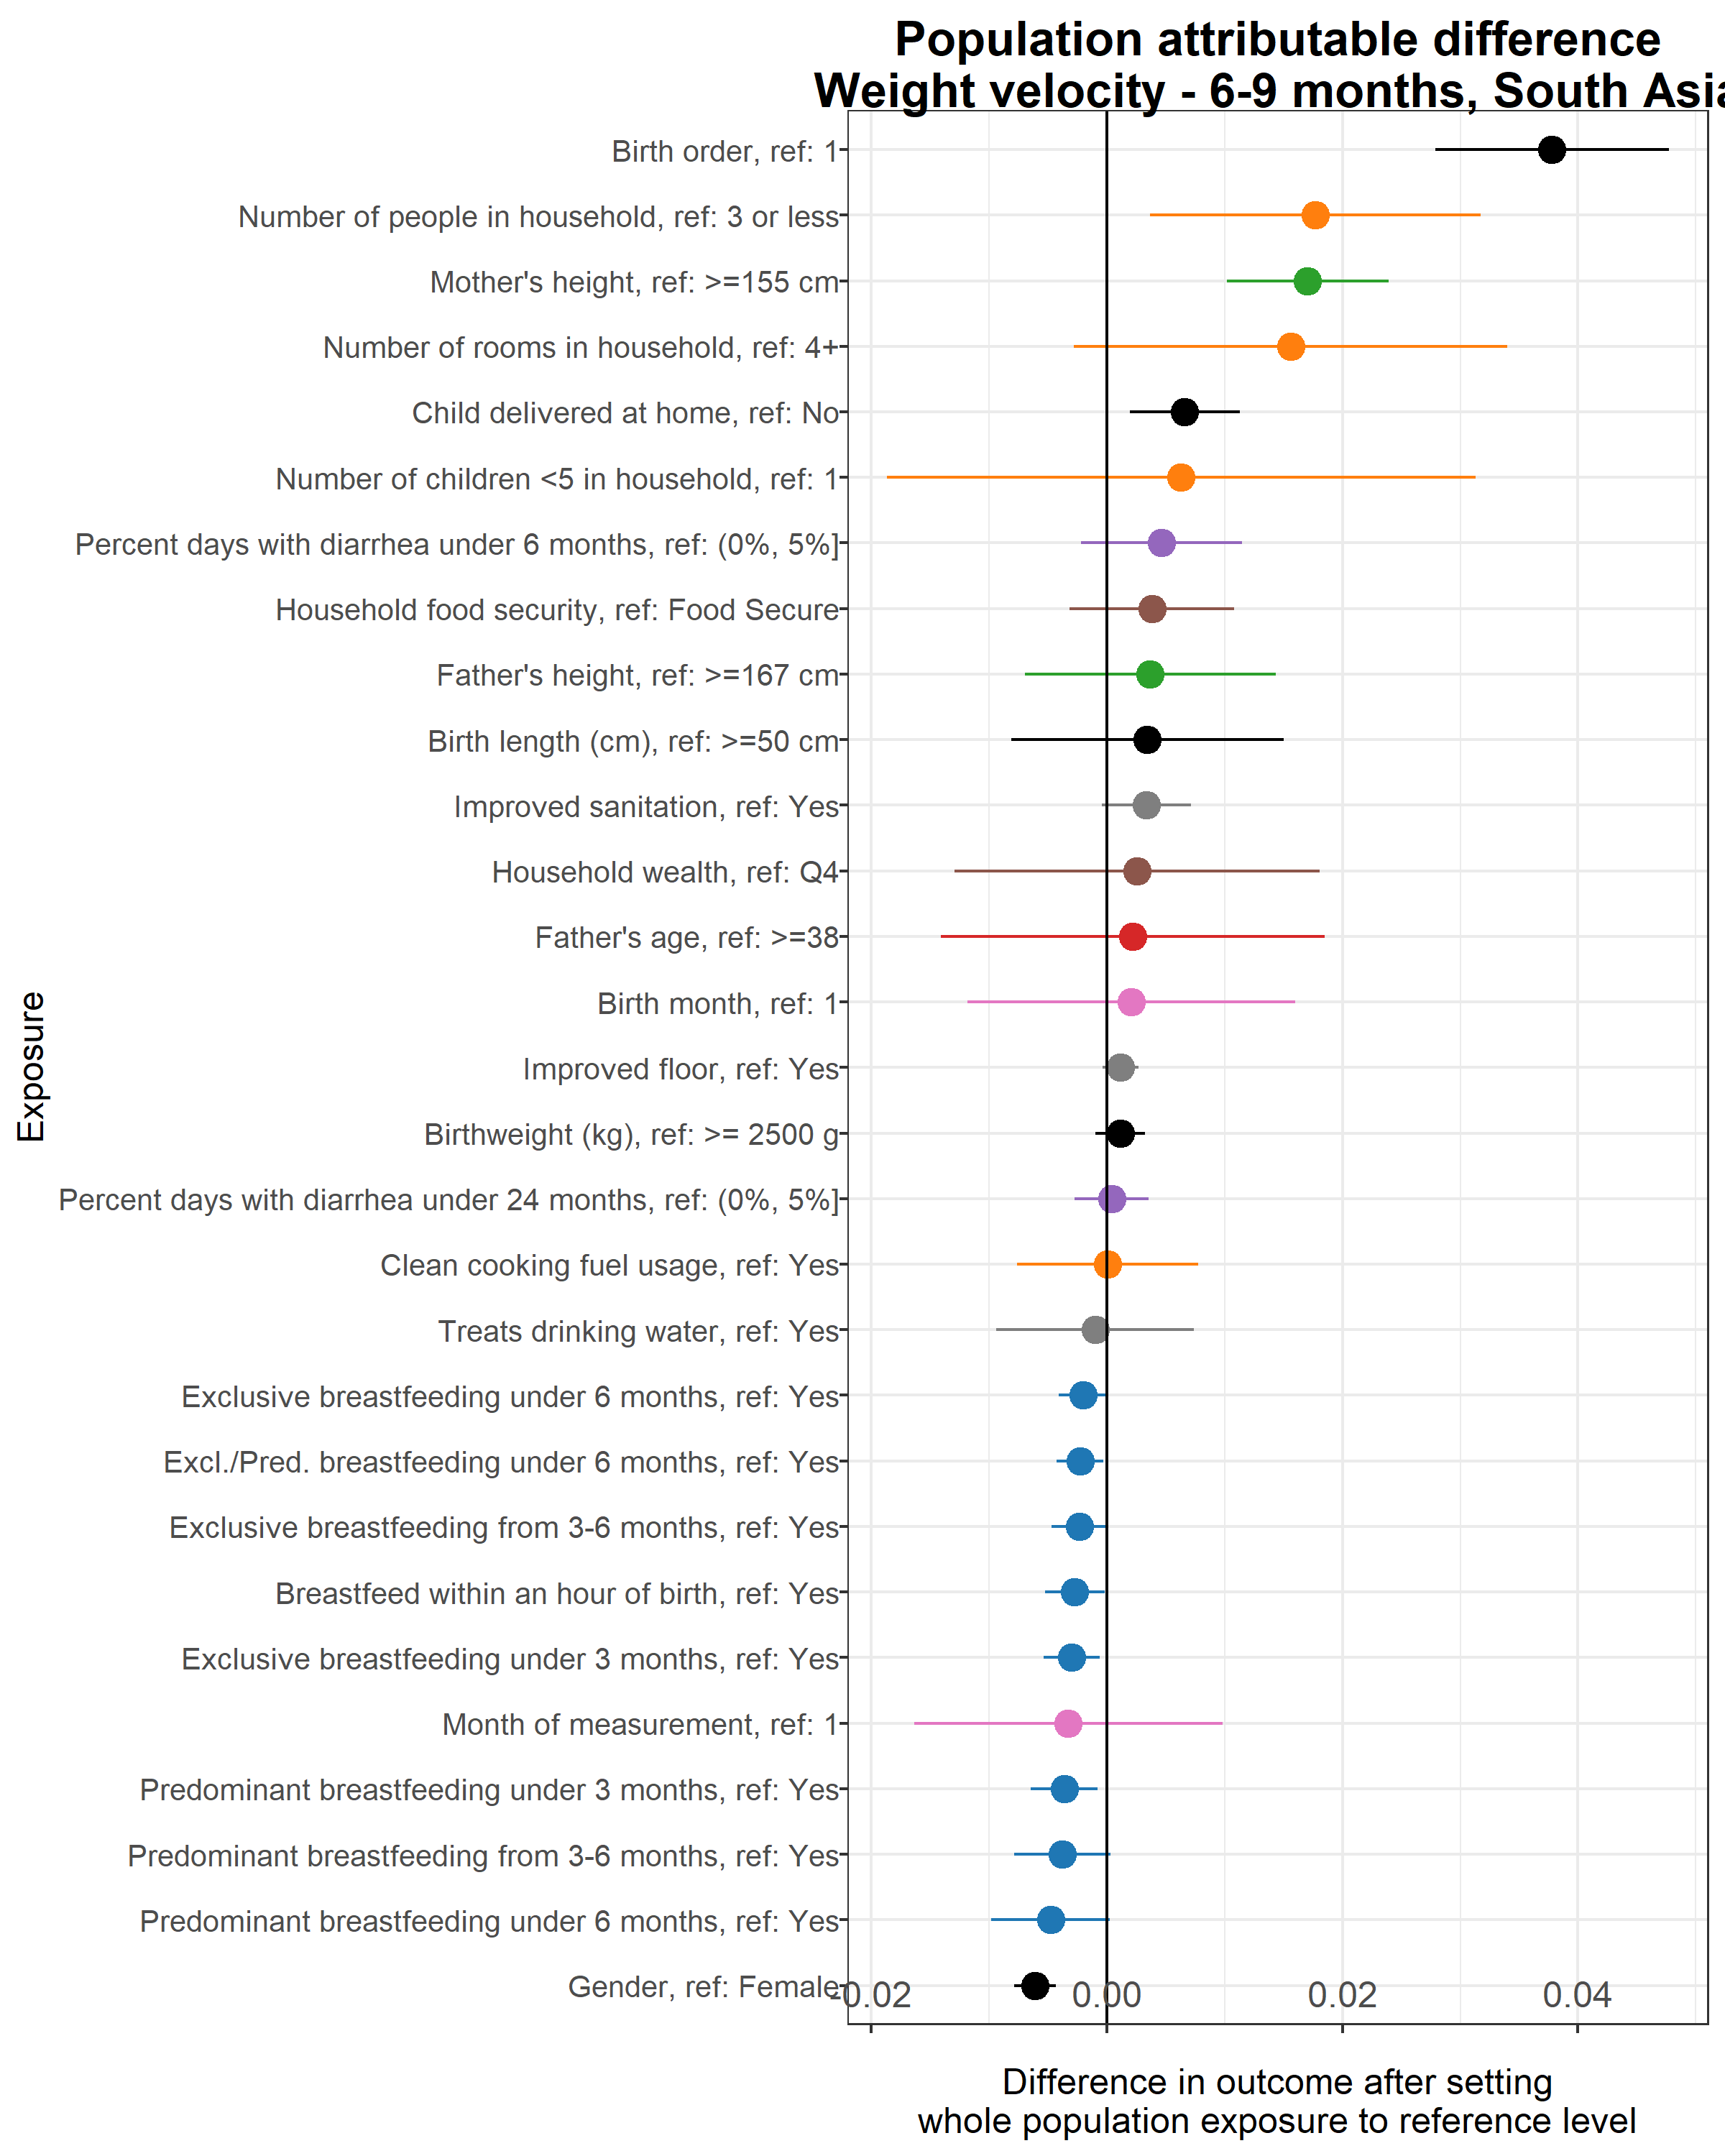 Population attributable difference
Weight velocity - 6-9 months, South Asia
Birth order, ref: 1
Number of people in household, ref: 3 or less
Mother's height, ref: >=155 cm
Number of rooms in household, ref: 4+
Child delivered at home, ref: No
Number of children <5 in household, ref: 1
Percent days with diarrhea under 6 months, ref: (0%, 5%]
Household food security, ref: Food Secure
Father's height, ref: >=167 cm
Birth length (cm), ref: >=50 cm
Improved sanitation, ref: Yes
Household wealth, ref: Q4
Father's age, ref: >=38
Birth month, ref: 1
Improved floor, ref: Yes
Birthweight (kg), ref: >= 2500 g
Percent days with diarrhea under 24 months, ref: (0%, 5%]
Clean cooking fuel usage, ref: Yes
Treats drinking water, ref: Yes
Exclusive breastfeeding under 6 months, ref: Yes
Excl./Pred. breastfeeding under 6 months, ref: Yes
Exclusive breastfeeding from 3-6 months, ref: Yes
Breastfeed within an hour of birth, ref: Yes
Exclusive breastfeeding under 3 months, ref: Yes
Month of measurement, ref: 1
Predominant breastfeeding under 3 months, ref: Yes
Predominant breastfeeding from 3-6 months, ref: Yes
Predominant breastfeeding under 6 months, ref: Yes
Gender, ref: Female
Exposure
-0.02 0.00 0.02 0.04
Difference in outcome after setting
whole population exposure to reference level